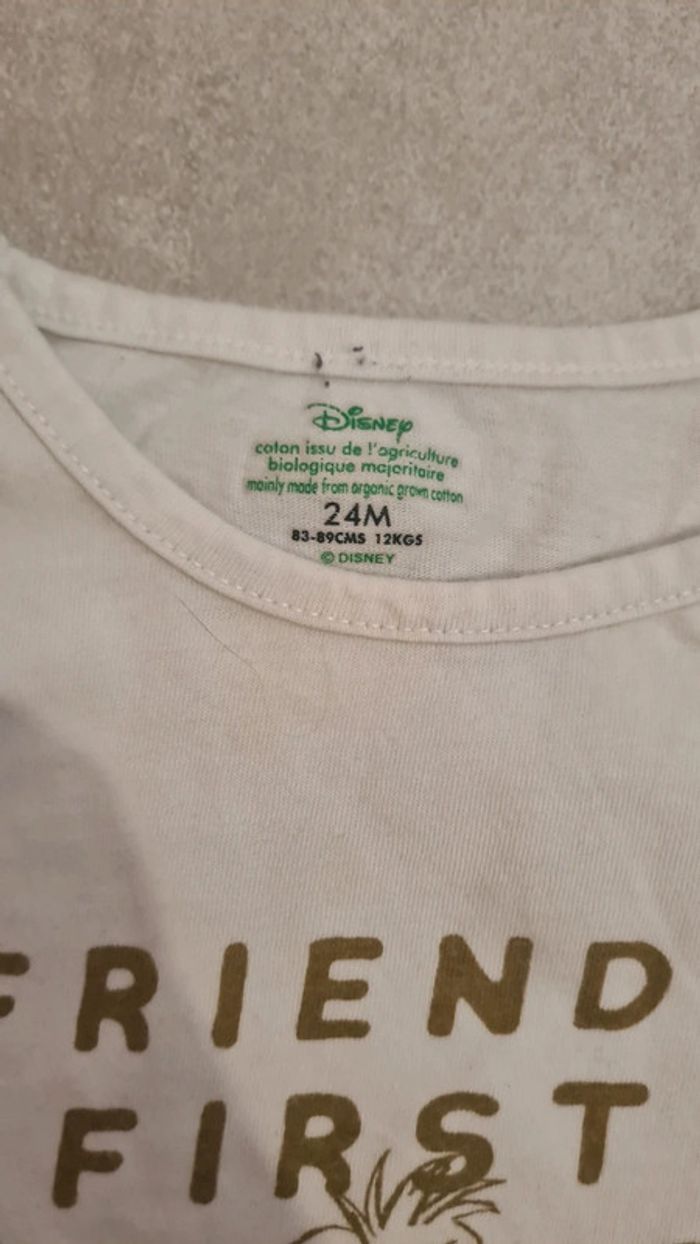 Disney
coton issu de l'agriculture
biologique majoritaire
mainly made from organic grown cotton
24M
83-89CMS 12KGS
© DISNEY
FRIEND
FIRST